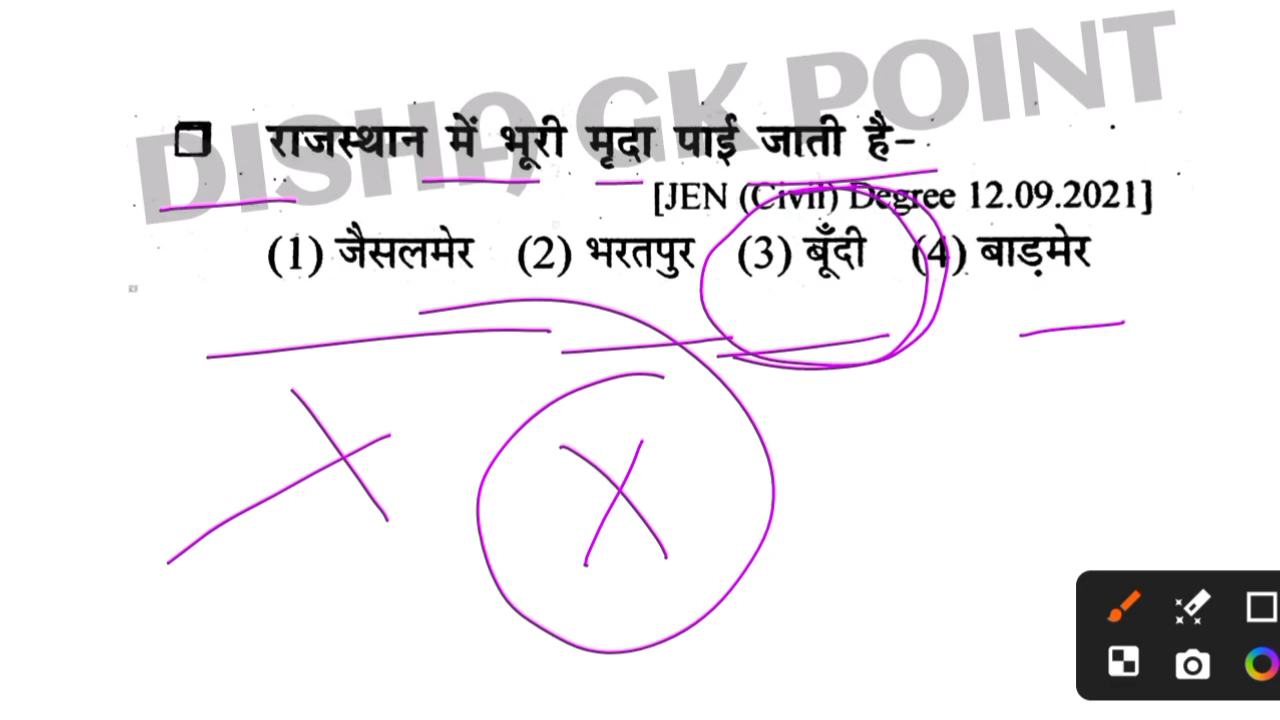 DISHA GK POINT
राजस्थान में भूरी मृदा पाई जाती है-
[JEN (Civil) Degree 12.09.2021]
(1) जैसलमेर (2) भरतपुर (3) बूँदी (4) बाड़मेर